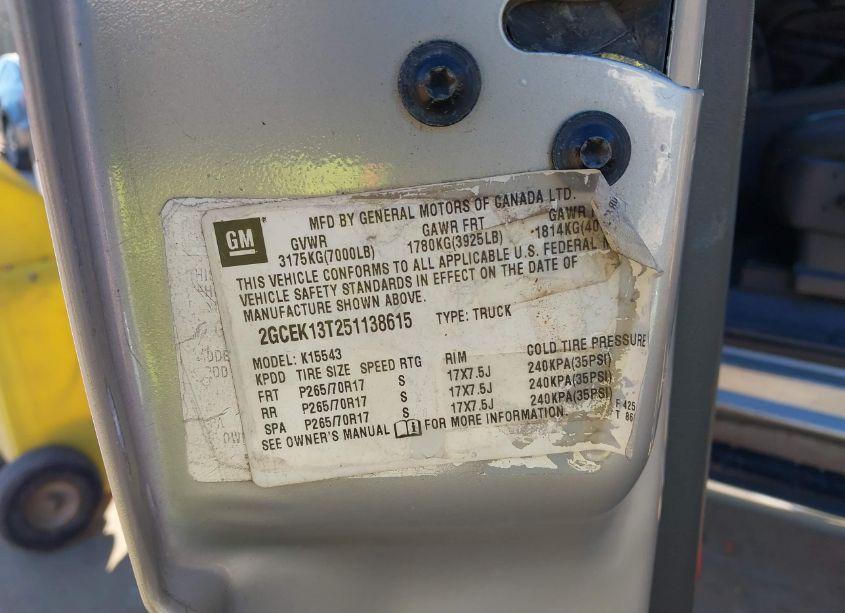 GM
MFD BY GENERAL MOTORS OF CANADA LTD.
GVWR GAWR FRT GAWR
3175KG(7000LB) 1780KG(3925LB) 1814KG(40
THIS VEHICLE CONFORMS TO ALL APPLICABLE U.S. FEDERAL
VEHICLE SAFETY STANDARDS IN EFFECT ON THE DATE OF
MANUFACTURE SHOWN ABOVE.
2GCEK13T251138615 TYPE: TRUCK
MODEL: K15543
KPDD TIRE SIZE SPEED RTG RIM COLD TIRE PRESSURE
FRT P265/70R17 S 17X7.5J 240KPA(35PSI)
RR P265/70R17 S 17X7.5J 240KPA(35PSI)
SPA P265/70R17 S 17X7.5J 240KPA(35PSI)
SEE OWNER'S MANUAL FOR MORE INFORMATION.
F 425
T 86